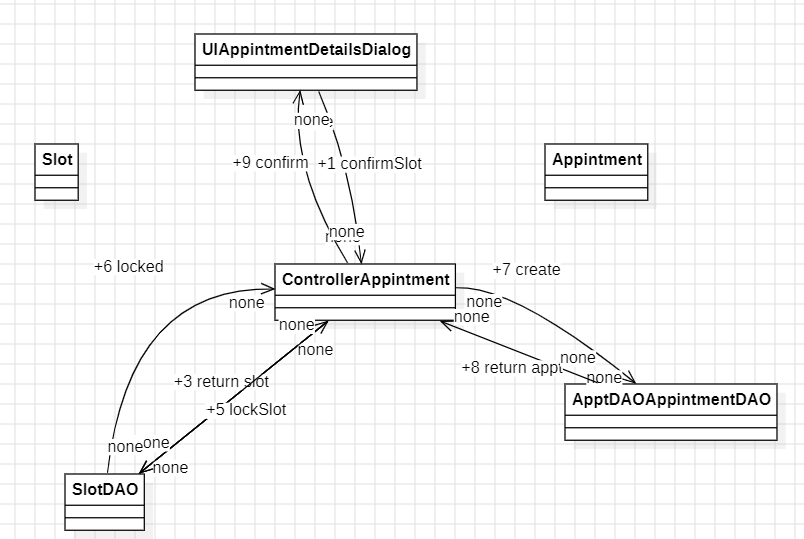 UIAppintmentDetailsDialog
none
Slot
+9 confirm
+1 confirmSlot
Appintment
none
none
+6 locked
ControllerAppintment
+7 create
none
none
none
none
none
none
+8 return appt
none
+3 return slot
ApptDAOAppintmentDAO
+5 lockSlot
none
one
none
SlotDAO